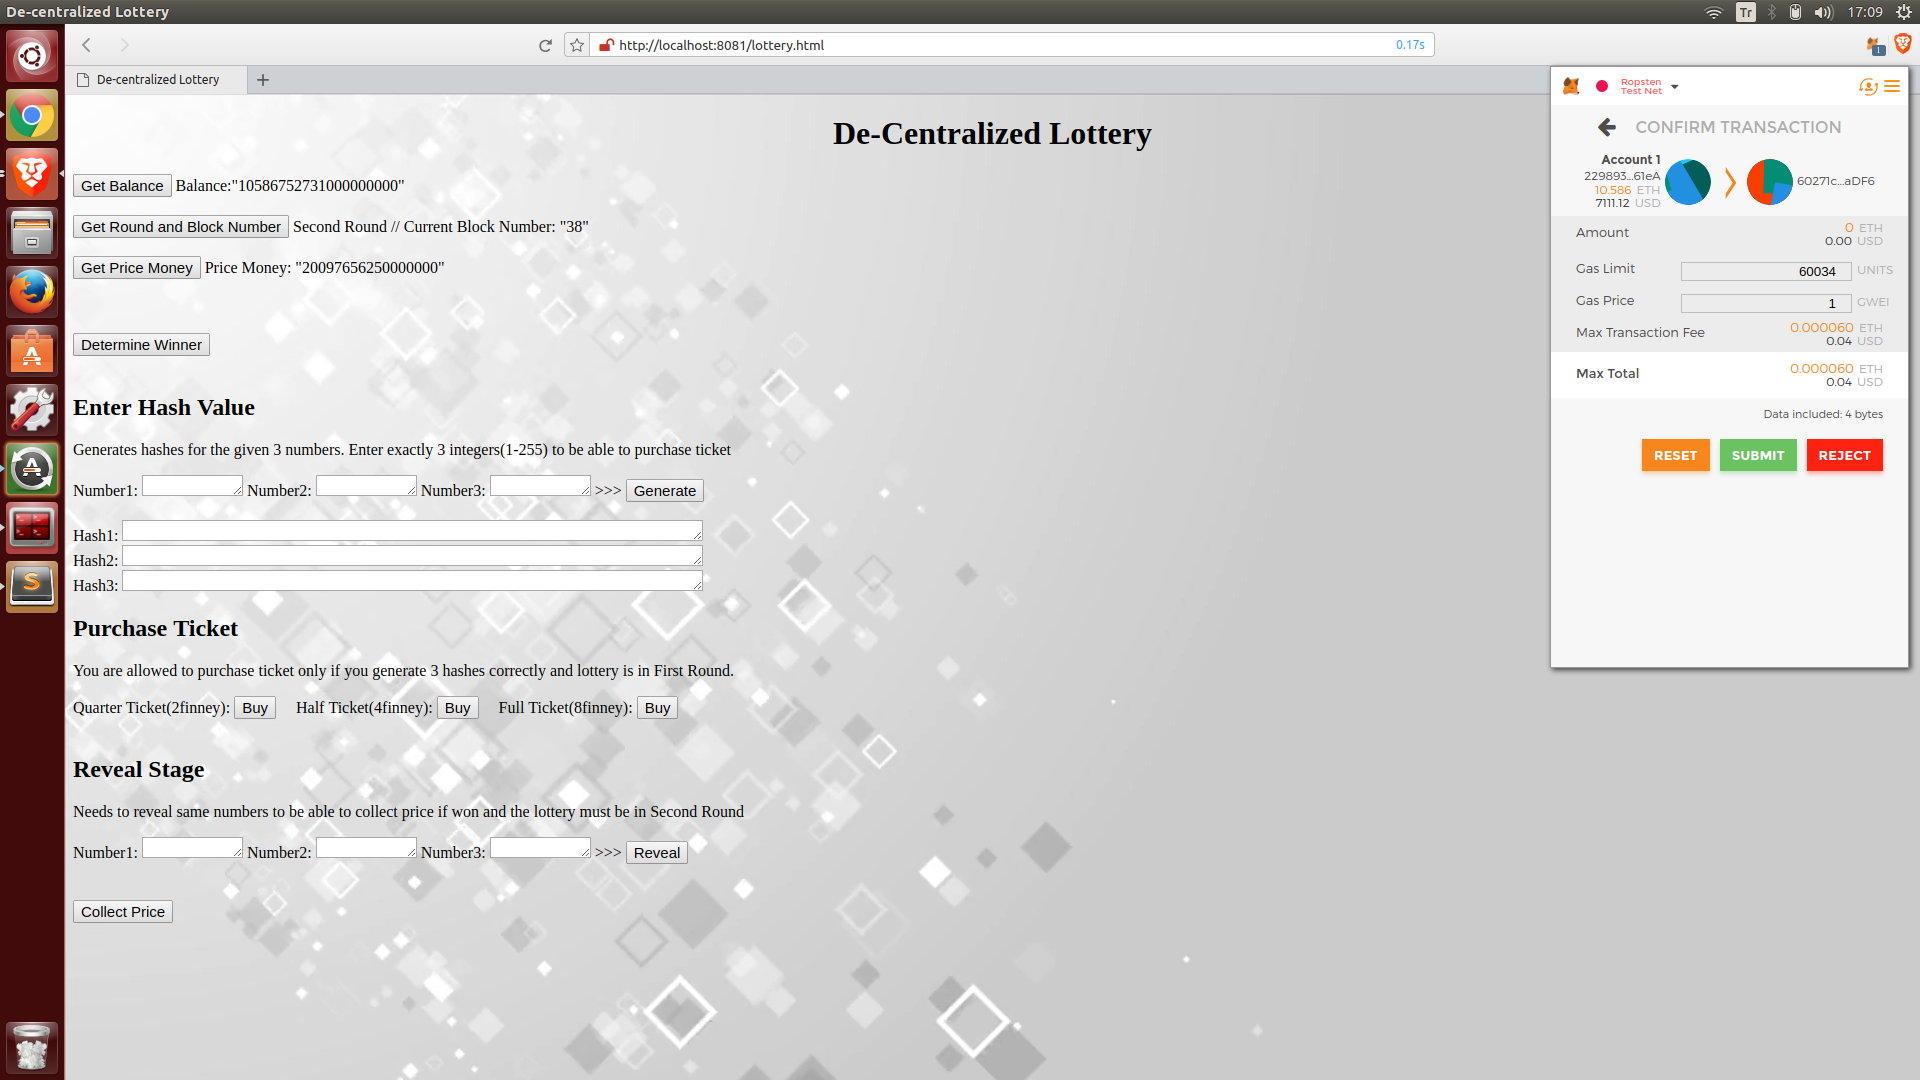 De-centralized Lottery
Tr
17:09
http://localhost:8081/lottery.html
0.17s
1
De-centralized Lottery
De-Centralized Lottery
Get Balance Balance:"10586752731000000000"
Get Round and Block Number Second Round // Current Block Number: "38"
Get Price Money Price Money: "20097656250000000"
Determine Winner
Enter Hash Value
Generates hashes for the given 3 numbers. Enter exactly 3 integers(1-255) to be able to purchase ticket
Number1: Number2: Number3: >>> Generate
Hash1:
Hash2:
Hash3:
Purchase Ticket
You are allowed to purchase ticket only if you generate 3 hashes correctly and lottery is in First Round.
Quarter Ticket(2finney): Buy Half Ticket(4finney): Buy Full Ticket(8finney): Buy
Reveal Stage
Needs to reveal same numbers to be able to collect price if won and the lottery must be in Second Round
Number1: Number2: Number3: >>> Reveal
Collect Price
Ropsten
Test Net
CONFIRM TRANSACTION
Account 1
229893...61eA
10.586 ETH
7111.12 USD
60271c...aDF6
Amount 0 ETH
0.00 USD
Gas Limit 60034 UNITS
Gas Price 1 GWEI
Max Transaction Fee 0.000060 ETH
0.04 USD
Max Total 0.000060 ETH
0.04 USD
Data included: 4 bytes
RESET SUBMIT REJECT